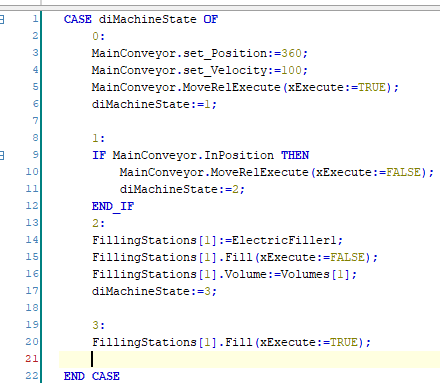 1 CASE diMachineState OF
2 0:
3 MainConveyor.set_Position:=360;
4 MainConveyor.set_Velocity:=100;
5 MainConveyor.MoveRelExecute(xExecute:=TRUE);
6 diMachineState:=1;
7
8 1:
9 IF MainConveyor.InPosition THEN
10 MainConveyor.MoveRelExecute(xExecute:=FALSE);
11 diMachineState:=2;
12 END_IF
13 2:
14 FillingStations[1]:=ElectricFiller1;
15 FillingStations[1].Fill(xExecute:=FALSE);
16 FillingStations[1].Volume:=Volumes[1];
17 diMachineState:=3;
18
19 3:
20 FillingStations[1].Fill(xExecute:=TRUE);
21
22 END CASE